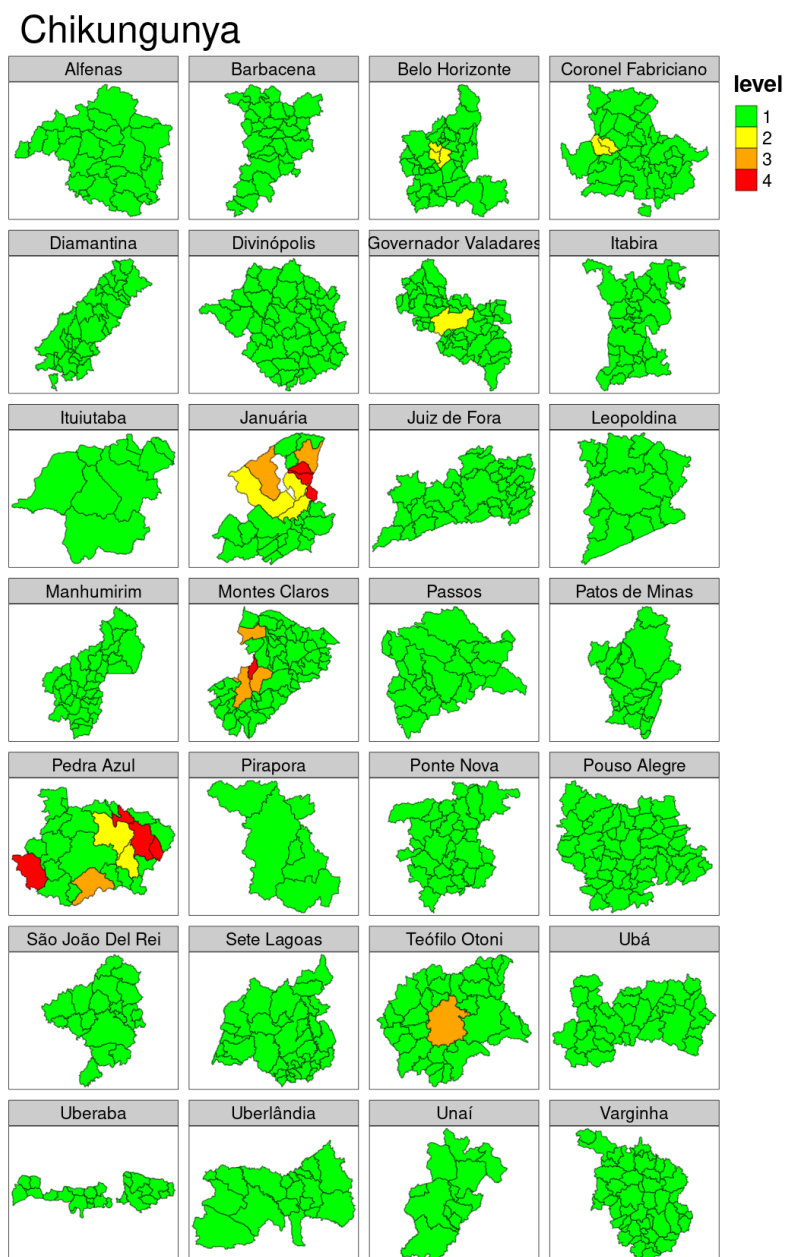 Chikungunya
Alfenas
Barbacena
Belo Horizonte
Coronel Fabriciano
level
1
2
3
4
Diamantina
Divinópolis
Governador Valadares
Itabira
Ituiutaba
Januária
Juiz de Fora
Leopoldina
Manhumirim
Montes Claros
Passos
Patos de Minas
Pedra Azul
Pirapora
Ponte Nova
Pouso Alegre
São João Del Rei
Sete Lagoas
Teófilo Otoni
Ubá
Uberaba
Uberlândia
Unaí
Varginha